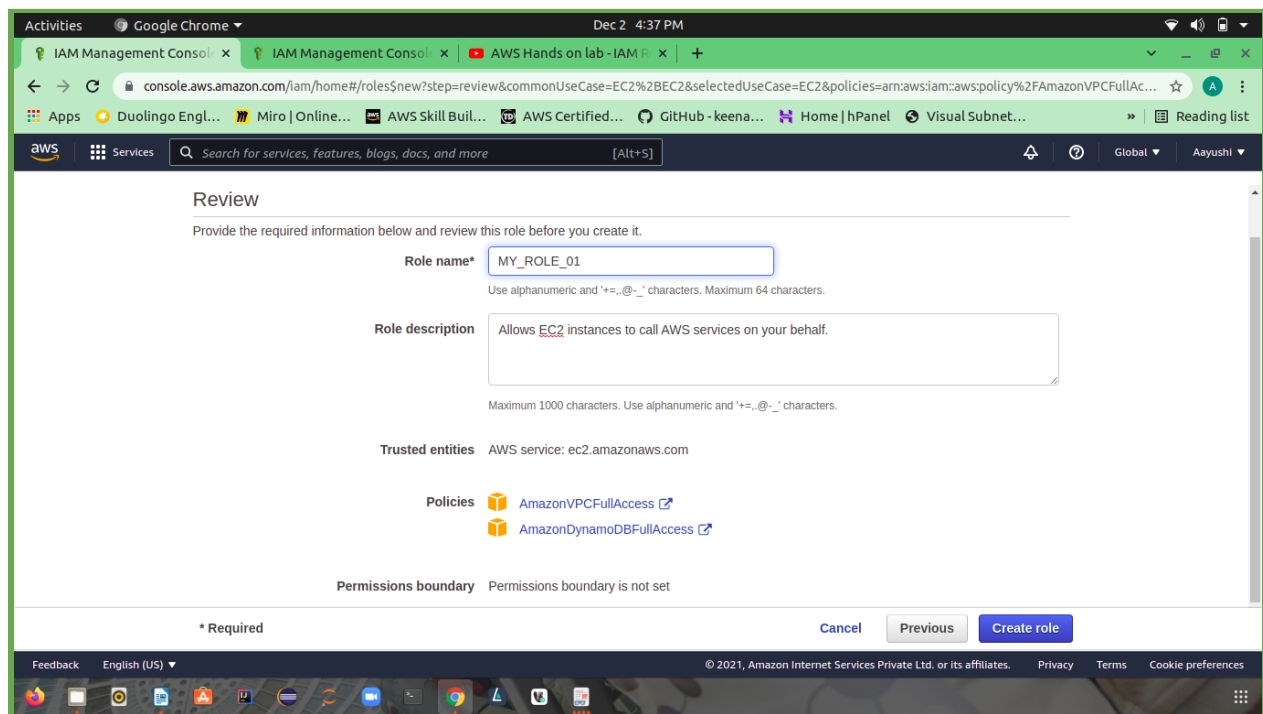 Activities Google Chrome Dec 2 4:37 PM
IAM Management Consol IAM Management Consol AWS Hands on lab - IAM R
console.aws.amazon.com/iam/home#/roles$new?step=review&commonUseCase=EC2%2BEC2&selectedUseCase=EC2&policies=arn:aws:iam::aws:policy%2FAmazonVPCFullAc...
Apps Duolingo Engl... Miro | Online... AWS Skill Buil... AWS Certified... GitHub - keena... Home | hPanel Visual Subnet... » Reading list
aws Services Search for services, features, blogs, docs, and more [Alt+S] Global Aayushi
Review
Provide the required information below and review this role before you create it.
Role name* MY_ROLE_01
Use alphanumeric and '+=,.@-_' characters. Maximum 64 characters.
Role description Allows EC2 instances to call AWS services on your behalf.
Maximum 1000 characters. Use alphanumeric and '+=,.@-_' characters.
Trusted entities AWS service: ec2.amazonaws.com
Policies AmazonVPCFullAccess
AmazonDynamoDBFullAccess
Permissions boundary Permissions boundary is not set
* Required Cancel Previous Create role
Feedback English (US) © 2021, Amazon Internet Services Private Ltd. or its affiliates. Privacy Terms Cookie preferences